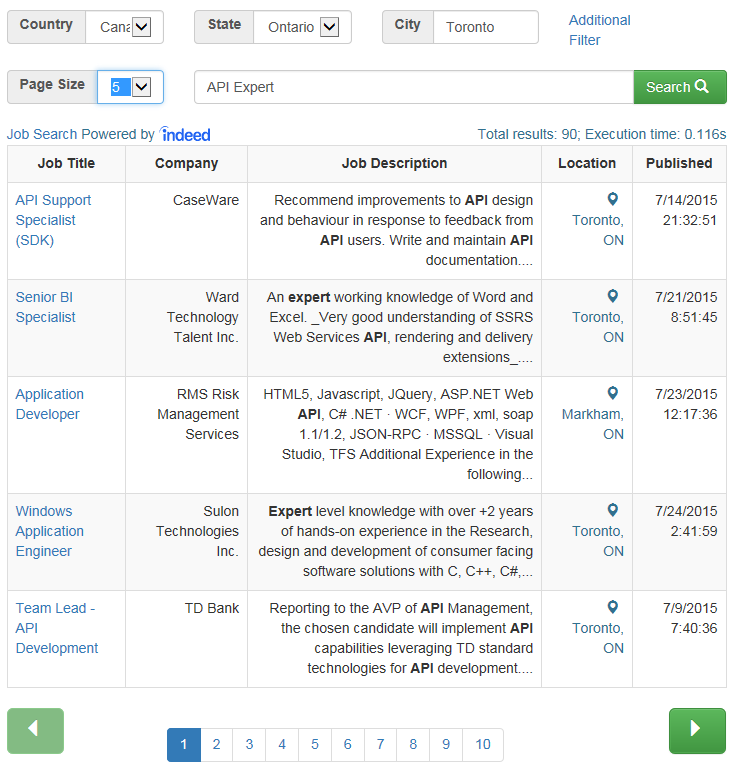 Country Cana State Ontario City Toronto Additional
Filter
Page Size 5 API Expert Search
Job Search Powered by indeed Total results: 90; Execution time: 0.116s
Job Title Company Job Description Location Published
API Support
Specialist
(SDK)
CaseWare
Recommend improvements to API design
and behaviour in response to feedback from
API users. Write and maintain API
documentation....
Toronto,
ON
7/14/2015
21:32:51
Senior BI
Specialist
Ward
Technology
Talent Inc.
An expert working knowledge of Word and
Excel. _Very good understanding of SSRS
Web Services API, rendering and delivery
extensions_....
Toronto,
ON
7/21/2015
8:51:45
Application
Developer
RMS Risk
Management
Services
HTML5, Javascript, JQuery, ASP.NET Web
API, C# .NET · WCF, WPF, xml, soap
1.1/1.2, JSON-RPC · MSSQL · Visual
Studio, TFS Additional Experience in the
following...
Markham,
ON
7/23/2015
12:17:36
Windows
Application
Engineer
Sulon
Technologies
Inc.
Expert level knowledge with over +2 years
of hands-on experience in the Research,
design and development of consumer facing
software solutions with C, C++, C#,...
Toronto,
ON
7/24/2015
2:41:59
Team Lead -
API
Development
TD Bank
Reporting to the AVP of API Management,
the chosen candidate will implement API
capabilities leveraging TD standard
technologies for API development....
Toronto,
ON
7/9/2015
7:40:36
1 2 3 4 5 6 7 8 9 10